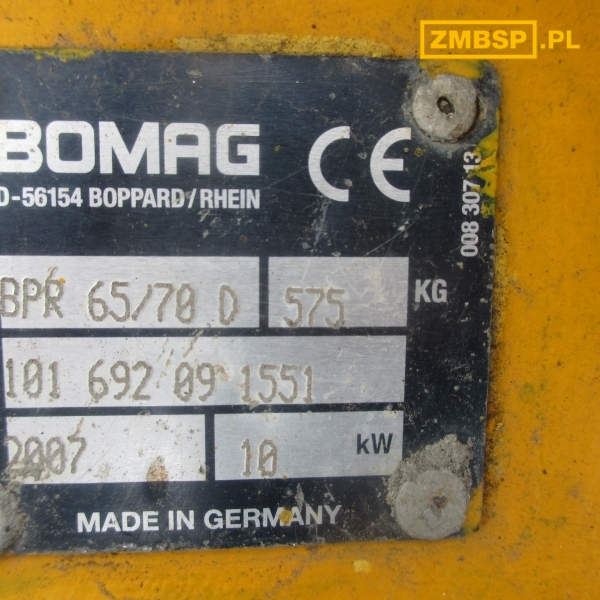 ZMBSP.PL
BOMAG
D-56154 BOPPARD/RHEIN
CE
008 307 13
BPR 65/70 D 575 KG
101 692 09 1551
2007 10 kW
MADE IN GERMANY